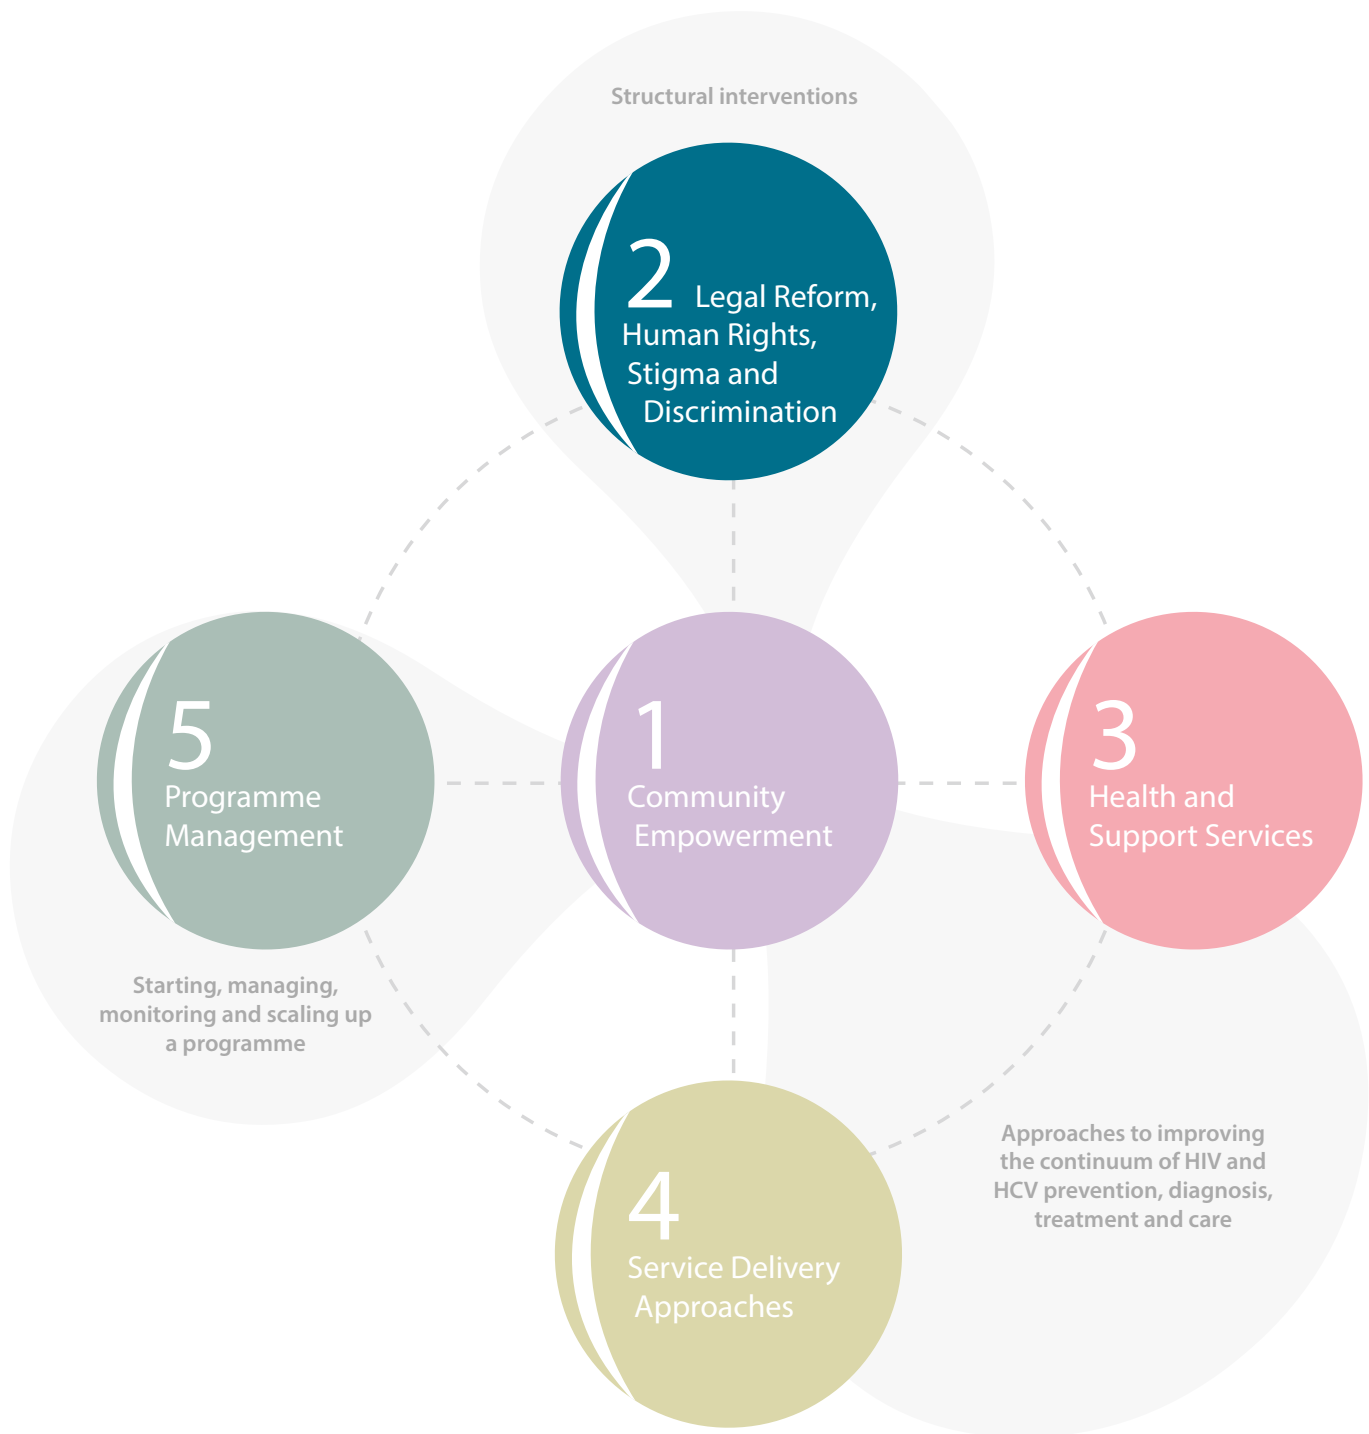 Structural interventions
2 Legal Reform,
Human Rights,
Stigma and
Discrimination
5
Programme
Management
1
Community
Empowerment
3
Health and
Support Services
Starting, managing,
monitoring and scaling up
a programme
Approaches to improving
the continuum of HIV and
HCV prevention, diagnosis,
treatment and care
4
Service Delivery
Approaches